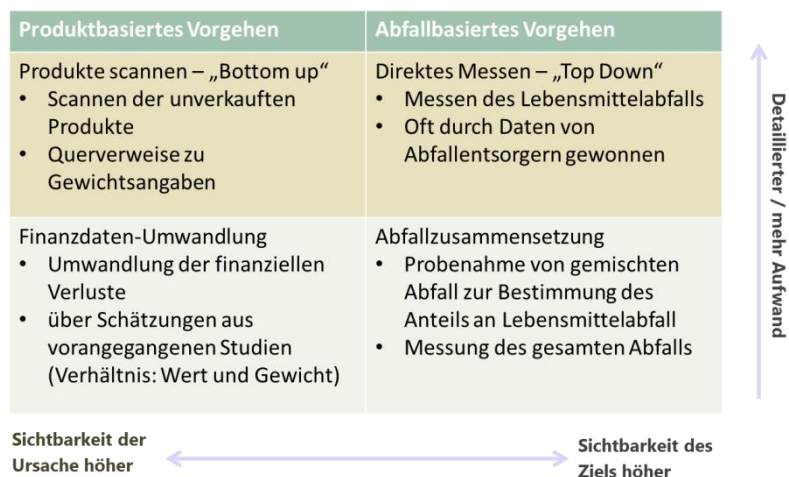 Produktbasiertes Vorgehen
Abfallbasiertes Vorgehen
Produkte scannen – „Bottom up“
• Scannen der unverkauften
Produkte
• Querverweise zu
Gewichtsangaben
Direktes Messen – „Top Down“
• Messen des Lebensmittelabfalls
• Oft durch Daten von
Abfallentsorgern gewonnen
Finanzdaten-Umwandlung
• Umwandlung der finanziellen
Verluste
• über Schätzungen aus
vorangegangenen Studien
(Verhältnis: Wert und Gewicht)
Abfallzusammensetzung
• Probenahme von gemischten
Abfall zur Bestimmung des
Anteils an Lebensmittelabfall
• Messung des gesamten Abfalls
Detaillierter / mehr Aufwand
Sichtbarkeit der
Ursache höher
Sichtbarkeit des
Ziels höher